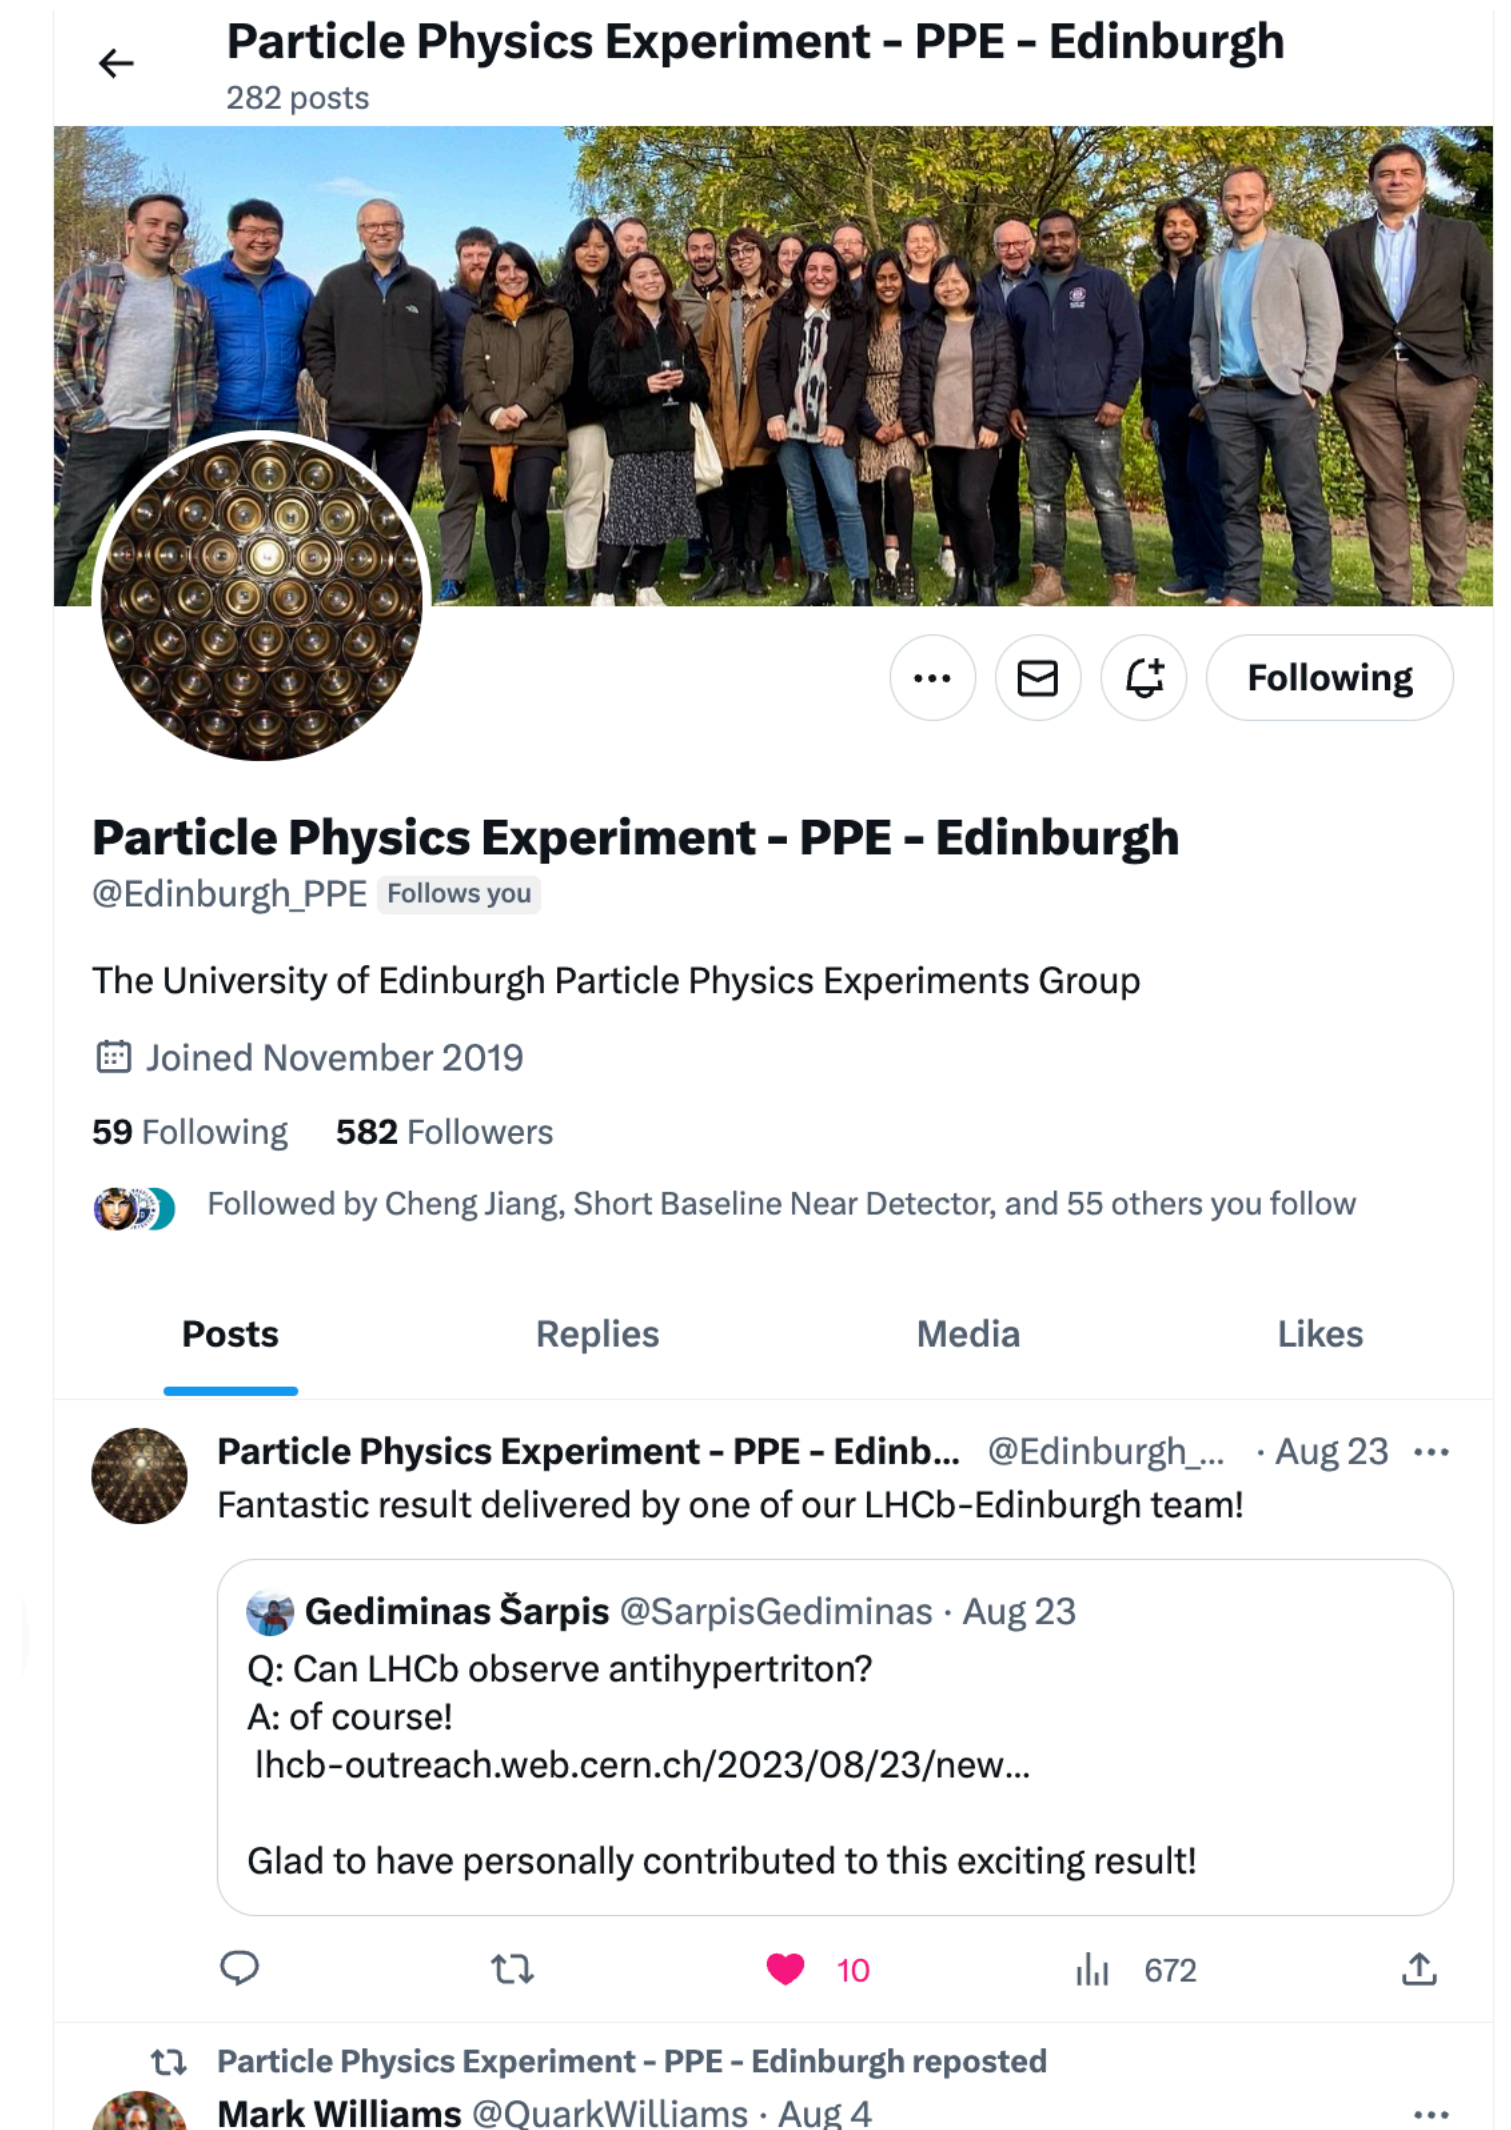 Particle Physics Experiment - PPE - Edinburgh
282 posts
Following
Particle Physics Experiment - PPE - Edinburgh
@Edinburgh_PPE Follows you
The University of Edinburgh Particle Physics Experiments Group
Joined November 2019
59 Following 582 Followers
Followed by Cheng Jiang, Short Baseline Near Detector, and 55 others you follow
Posts Replies Media Likes
Particle Physics Experiment - PPE - Edinb... @Edinburgh_... · Aug 23
Fantastic result delivered by one of our LHCb-Edinburgh team!
Gediminas Šarpis @SarpisGediminas · Aug 23
Q: Can LHCb observe antihypertriton?
A: of course!
lhcb-outreach.web.cern.ch/2023/08/23/new...
Glad to have personally contributed to this exciting result!
10 672
Particle Physics Experiment - PPE - Edinburgh reposted
Mark Williams @QuarkWilliams · Aug 4